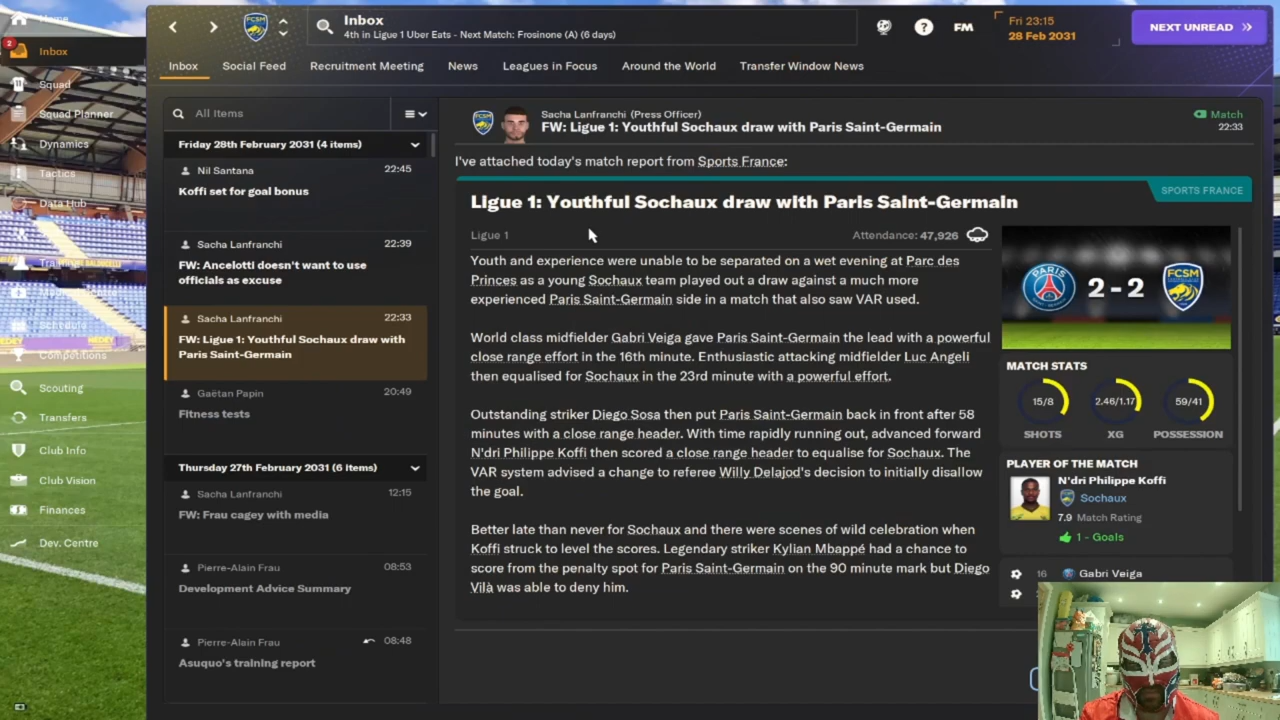 Home
2
Inbox
Squad
Squad Planner
Dynamics
Tactics
Data Hub
Training
Schedule
Competitions
Scouting
Transfers
Club Info
Club Vision
Finances
Dev. Centre
FCSM
Inbox
4th in Ligue 1 Uber Eats - Next Match: Frosinone (A) (6 days)
?
FM
Fri 23:15
28 Feb 2031
NEXT UNREAD
Inbox
Social Feed
Recruitment Meeting
News
Leagues in Focus
Around the World
Transfer Window News
All Items
Friday 28th February 2031 (4 items)
Nil Santana
22:45
Koffi set for goal bonus
Sacha Lanfranchi
22:39
FW: Ancelotti doesn't want to use
officials as excuse
Sacha Lanfranchi
22:33
FW: Ligue 1: Youthful Sochaux draw with
Paris Saint-Germain
Gaëtan Papin
20:49
Fitness tests
Thursday 27th February 2031 (6 items)
Sacha Lanfranchi
12:15
FW: Frau cagey with media
Pierre-Alain Frau
08:53
Development Advice Summary
Pierre-Alain Frau
08:48
Asuquo's training report
Sacha Lanfranchi (Press Officer)
FW: Ligue 1: Youthful Sochaux draw with Paris Saint-Germain
Match
22:33
I've attached today's match report from Sports France:
SPORTS FRANCE
Ligue 1: Youthful Sochaux draw with Paris Saint-Germain
Ligue 1
Attendance: 47,926
Youth and experience were unable to be separated on a wet evening at Parc des
Princes as a young Sochaux team played out a draw against a much more
experienced Paris Saint-Germain side in a match that also saw VAR used.
World class midfielder Gabri Veiga gave Paris Saint-Germain the lead with a powerful
close range effort in the 16th minute. Enthusiastic attacking midfielder Luc Angeli
then equalised for Sochaux in the 23rd minute with a powerful effort.
Outstanding striker Diego Sosa then put Paris Saint-Germain back in front after 58
minutes with a close range header. With time rapidly running out, advanced forward
N'dri Philippe Koffi then scored a close range header to equalise for Sochaux. The
VAR system advised a change to referee Willy Delajod's decision to initially disallow
the goal.
Better late than never for Sochaux and there were scenes of wild celebration when
Koffi struck to level the scores. Legendary striker Kylian Mbappé had a chance to
score from the penalty spot for Paris Saint-Germain on the 90 minute mark but Diego
Vilà was able to deny him.
PARIS
2 - 2
FCSM
MATCH STATS
15/8
2.46/1.17
59/41
SHOTS
XG
POSSESSION
PLAYER OF THE MATCH
N'dri Philippe Koffi
Sochaux
7.9 Match Rating
1 - Goals
16
Gabri Veiga